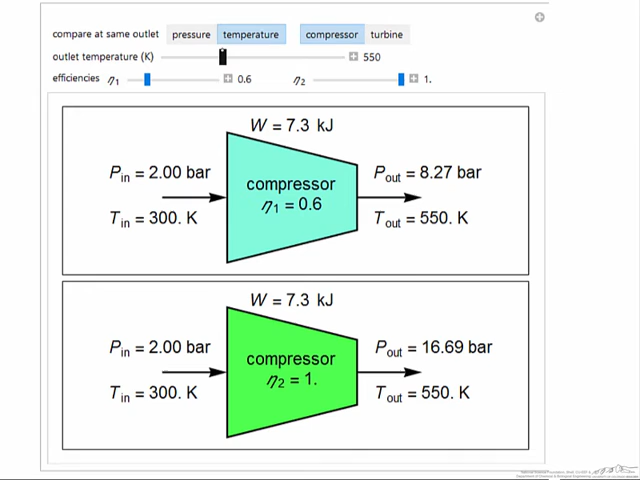 compare at same outlet pressure temperature compressor turbine
outlet temperature (K) 550
efficiencies η1 0.6 η2 1.
W = 7.3 kJ
Pin = 2.00 bar Pout = 8.27 bar
compressor
η1 = 0.6
Tin = 300. K Tout = 550. K
W = 7.3 kJ
Pin = 2.00 bar Pout = 16.69 bar
compressor
η2 = 1.
Tin = 300. K Tout = 550. K